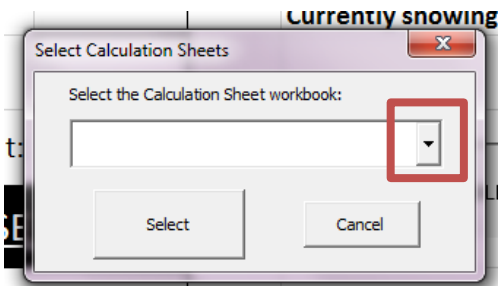 Currently showing
Select Calculation Sheets
Select the Calculation Sheet workbook:
t:
Select
Cancel